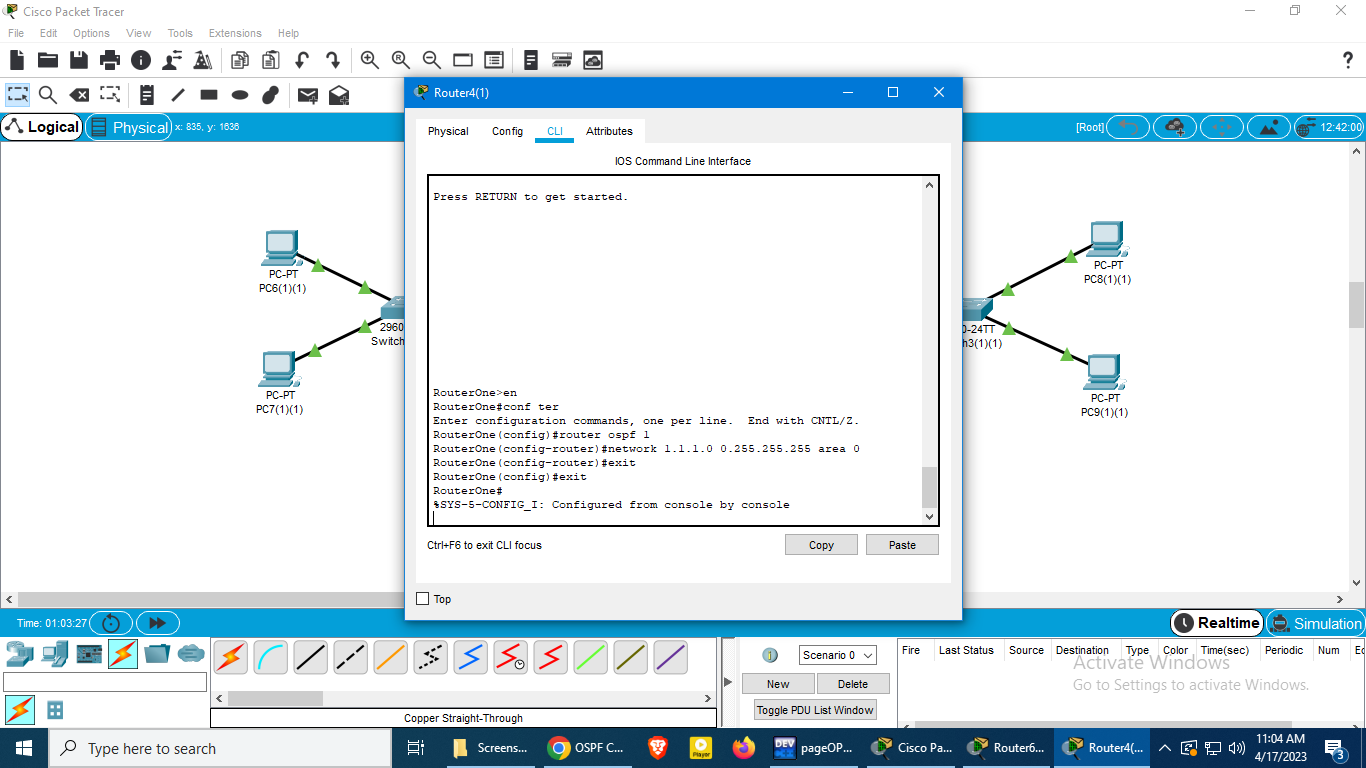 Cisco Packet Tracer
File Edit Options View Tools Extensions Help
Logical Physical x: 835, y: 1636
[Root] 12:42:00
PC-PT
PC6(1)(1)
PC-PT
PC7(1)(1)
2960
Switch
Router4(1)
Physical Config CLI Attributes
IOS Command Line Interface
Press RETURN to get started.
RouterOne>en
RouterOne#conf ter
Enter configuration commands, one per line.  End with CNTL/Z.
RouterOne(config)#router ospf 1
RouterOne(config-router)#network 1.1.1.0 0.255.255.255 area 0
RouterOne(config-router)#exit
RouterOne(config)#exit
RouterOne#
%SYS-5-CONFIG_I: Configured from console by console
Ctrl+F6 to exit CLI focus
Copy Paste
Top
0-24TT
h3(1)(1)
PC-PT
PC8(1)(1)
PC-PT
PC9(1)(1)
Time: 01:03:27
Realtime Simulation
Copper Straight-Through
Scenario 0
New Delete
Toggle PDU List Window
Fire Last Status Source Destination Type Color Time(sec) Periodic Num Ec
Activate Windows
Go to Settings to activate Windows.
Type here to search
Screens...
OSPF C...
Player
DEV
pageOP...
Cisco Pa...
Router6...
Router4(...
11:04 AM
4/17/2023
3